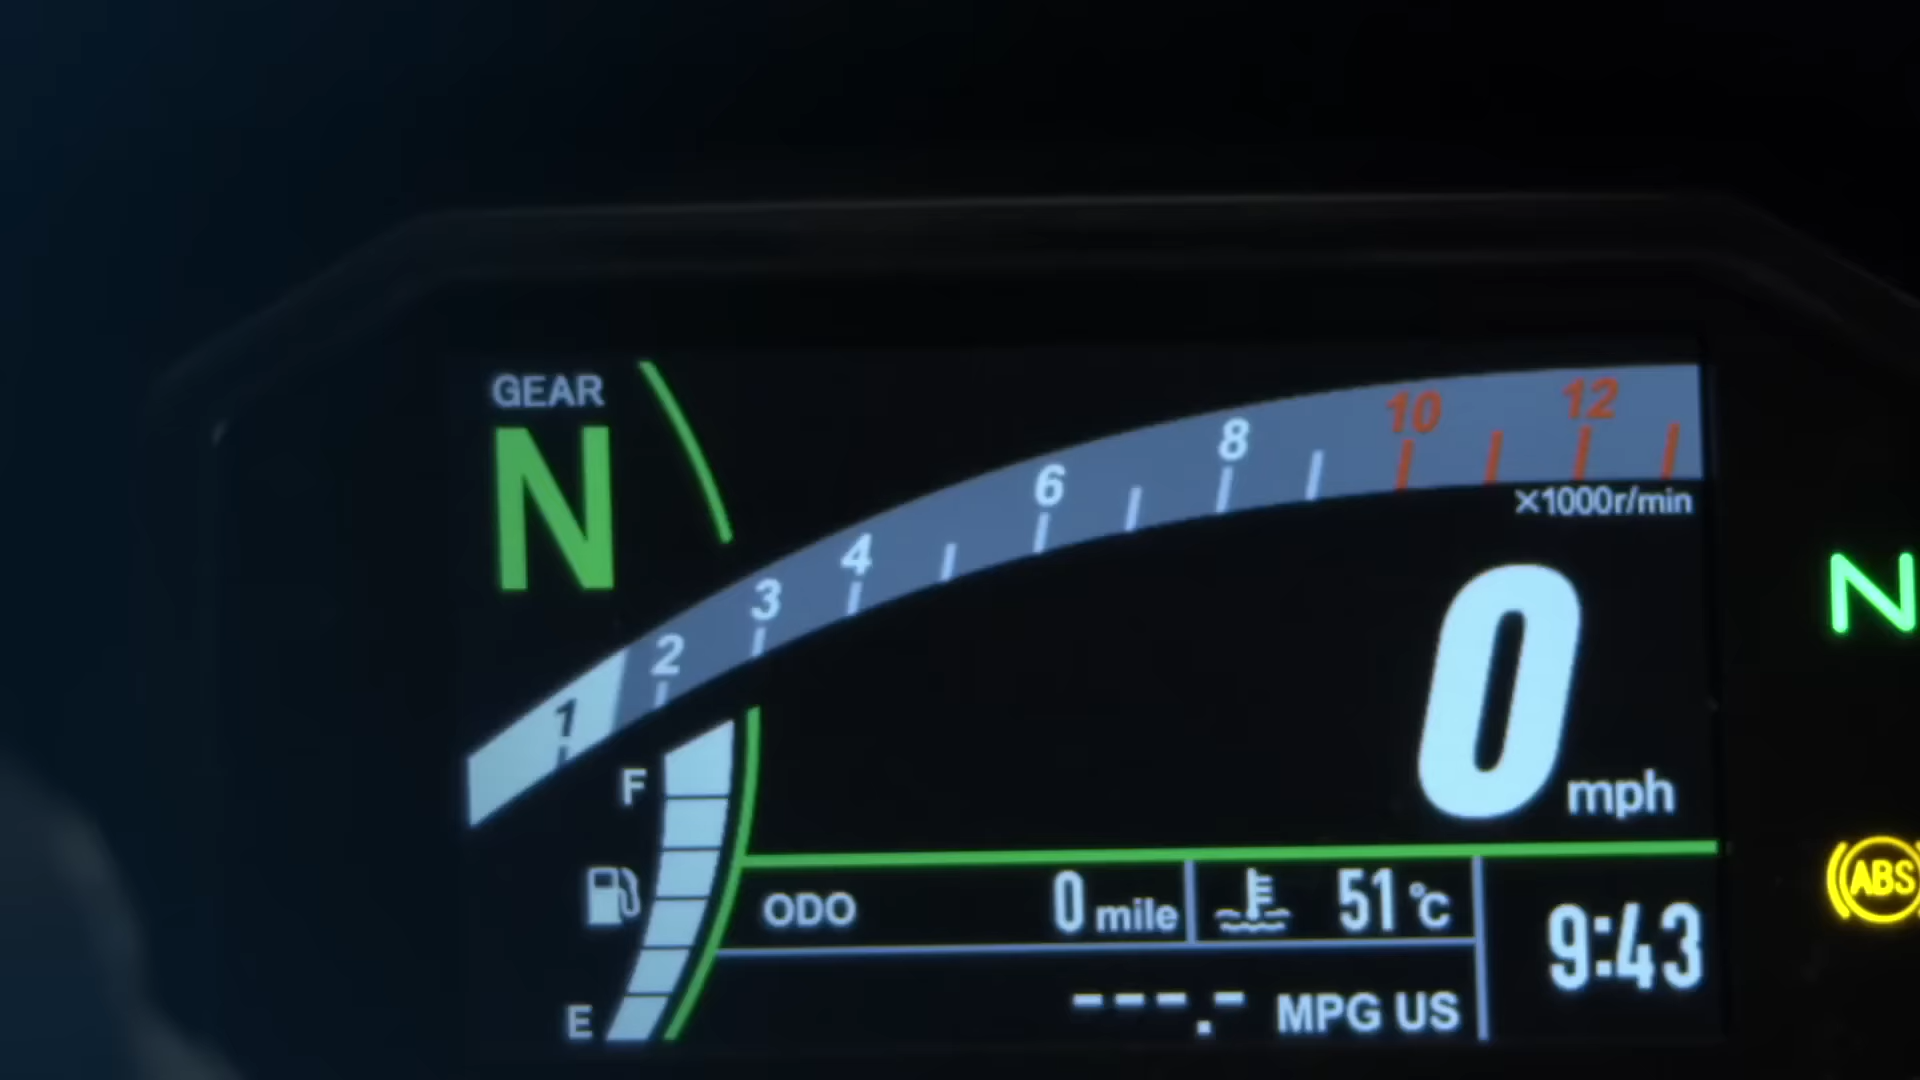 GEAR
N
1 2 3 4 6 8 10 12
×1000r/min
0 mph
N
F
E
ODO 0 mile
51 °C
9:43
ABS
---.- MPG US